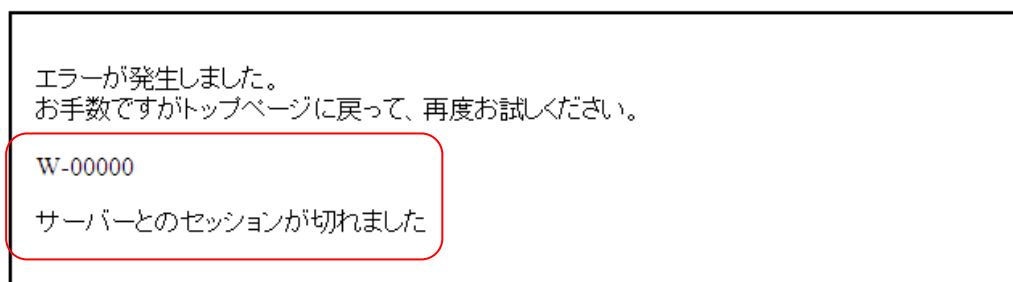 エラーが発生しました。
お手数ですがトップページに戻って、再度お試しください。
W-00000
サーバーとのセッションが切れました